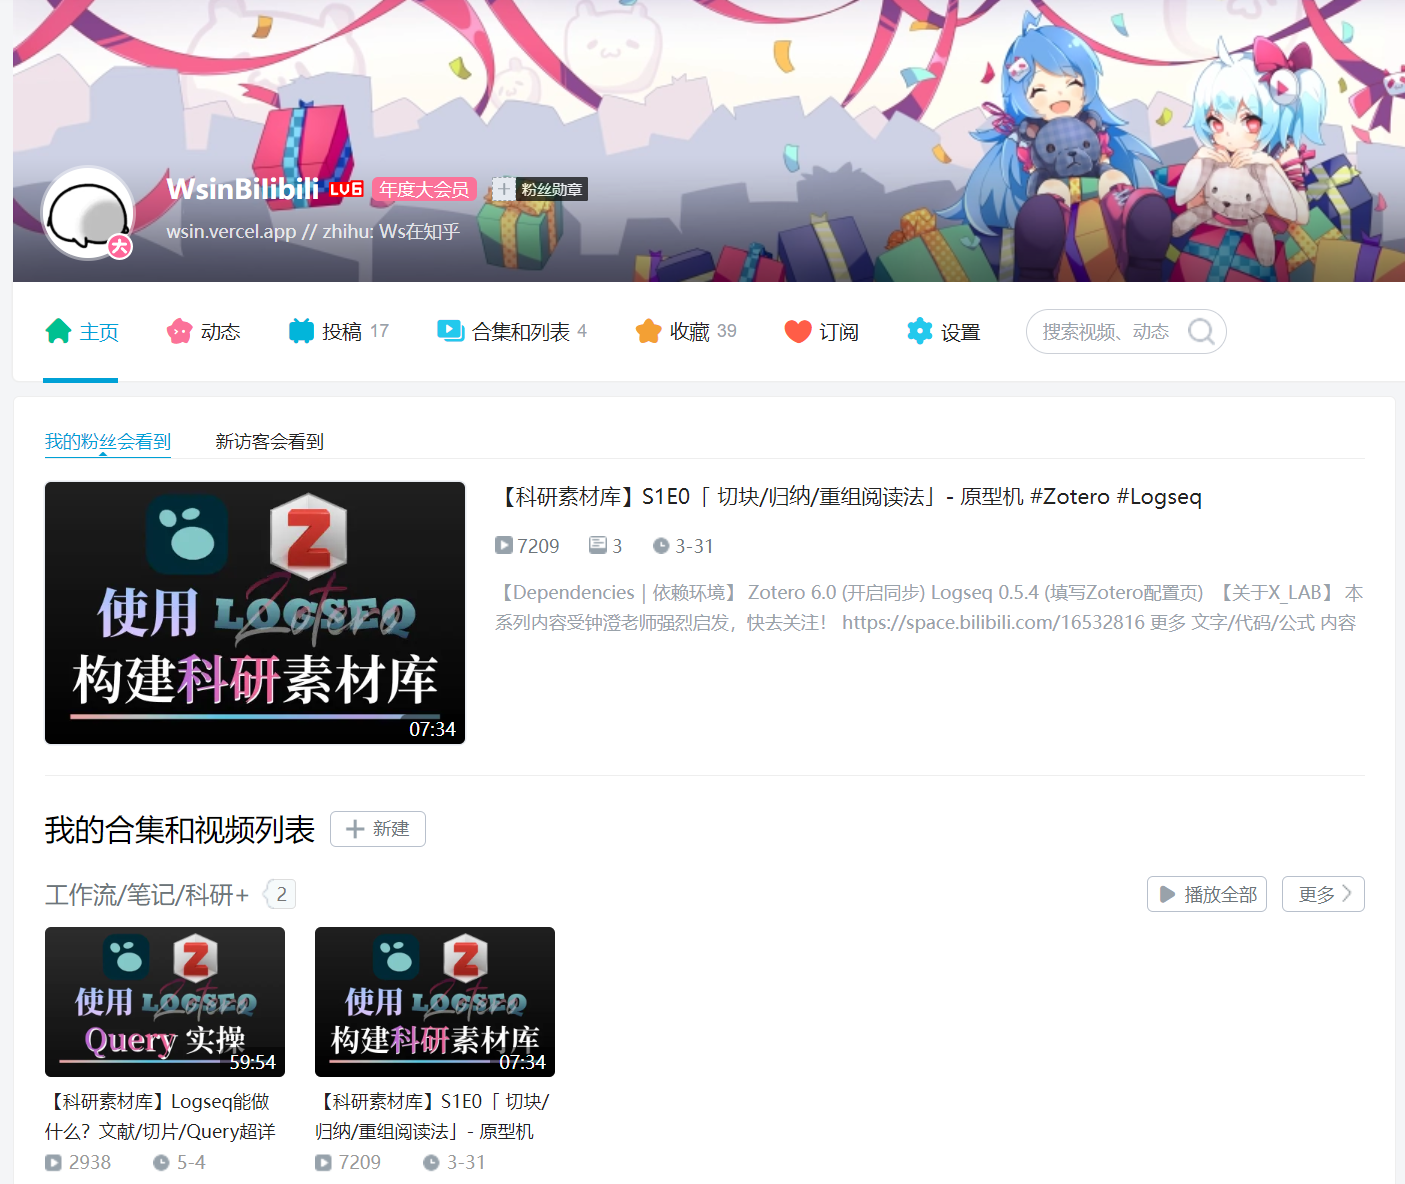 WsinBilibili LV6 年度大会员 + 粉丝勋章
大
wsin.vercel.app // zhihu: Ws在知乎
主页 动态 投稿 17 合集和列表 4 收藏 39 订阅 设置 搜索视频、动态
我的粉丝会看到 新访客会看到
Z
使用 LOGSEQ
Zotero
构建科研素材库
07:34
【科研素材库】S1E0「 切块/归纳/重组阅读法」- 原型机 #Zotero #Logseq
7209 3 3-31
【Dependencies | 依赖环境】 Zotero 6.0 (开启同步) Logseq 0.5.4 (填写Zotero配置页) 【关于X_LAB】 本
系列内容受钟澄老师强烈启发，快去关注！ https://space.bilibili.com/16532816 更多 文字/代码/公式 内容
我的合集和视频列表 + 新建
工作流/笔记/科研+ 2 播放全部 更多
Z
使用 LOGSEQ
Zotero
Query 实操
59:54
【科研素材库】Logseq能做
什么？文献/切片/Query超详
2938 5-4
Z
使用 LOGSEQ
Zotero
构建科研素材库
07:34
【科研素材库】S1E0「 切块/
归纳/重组阅读法」- 原型机
7209 3-31